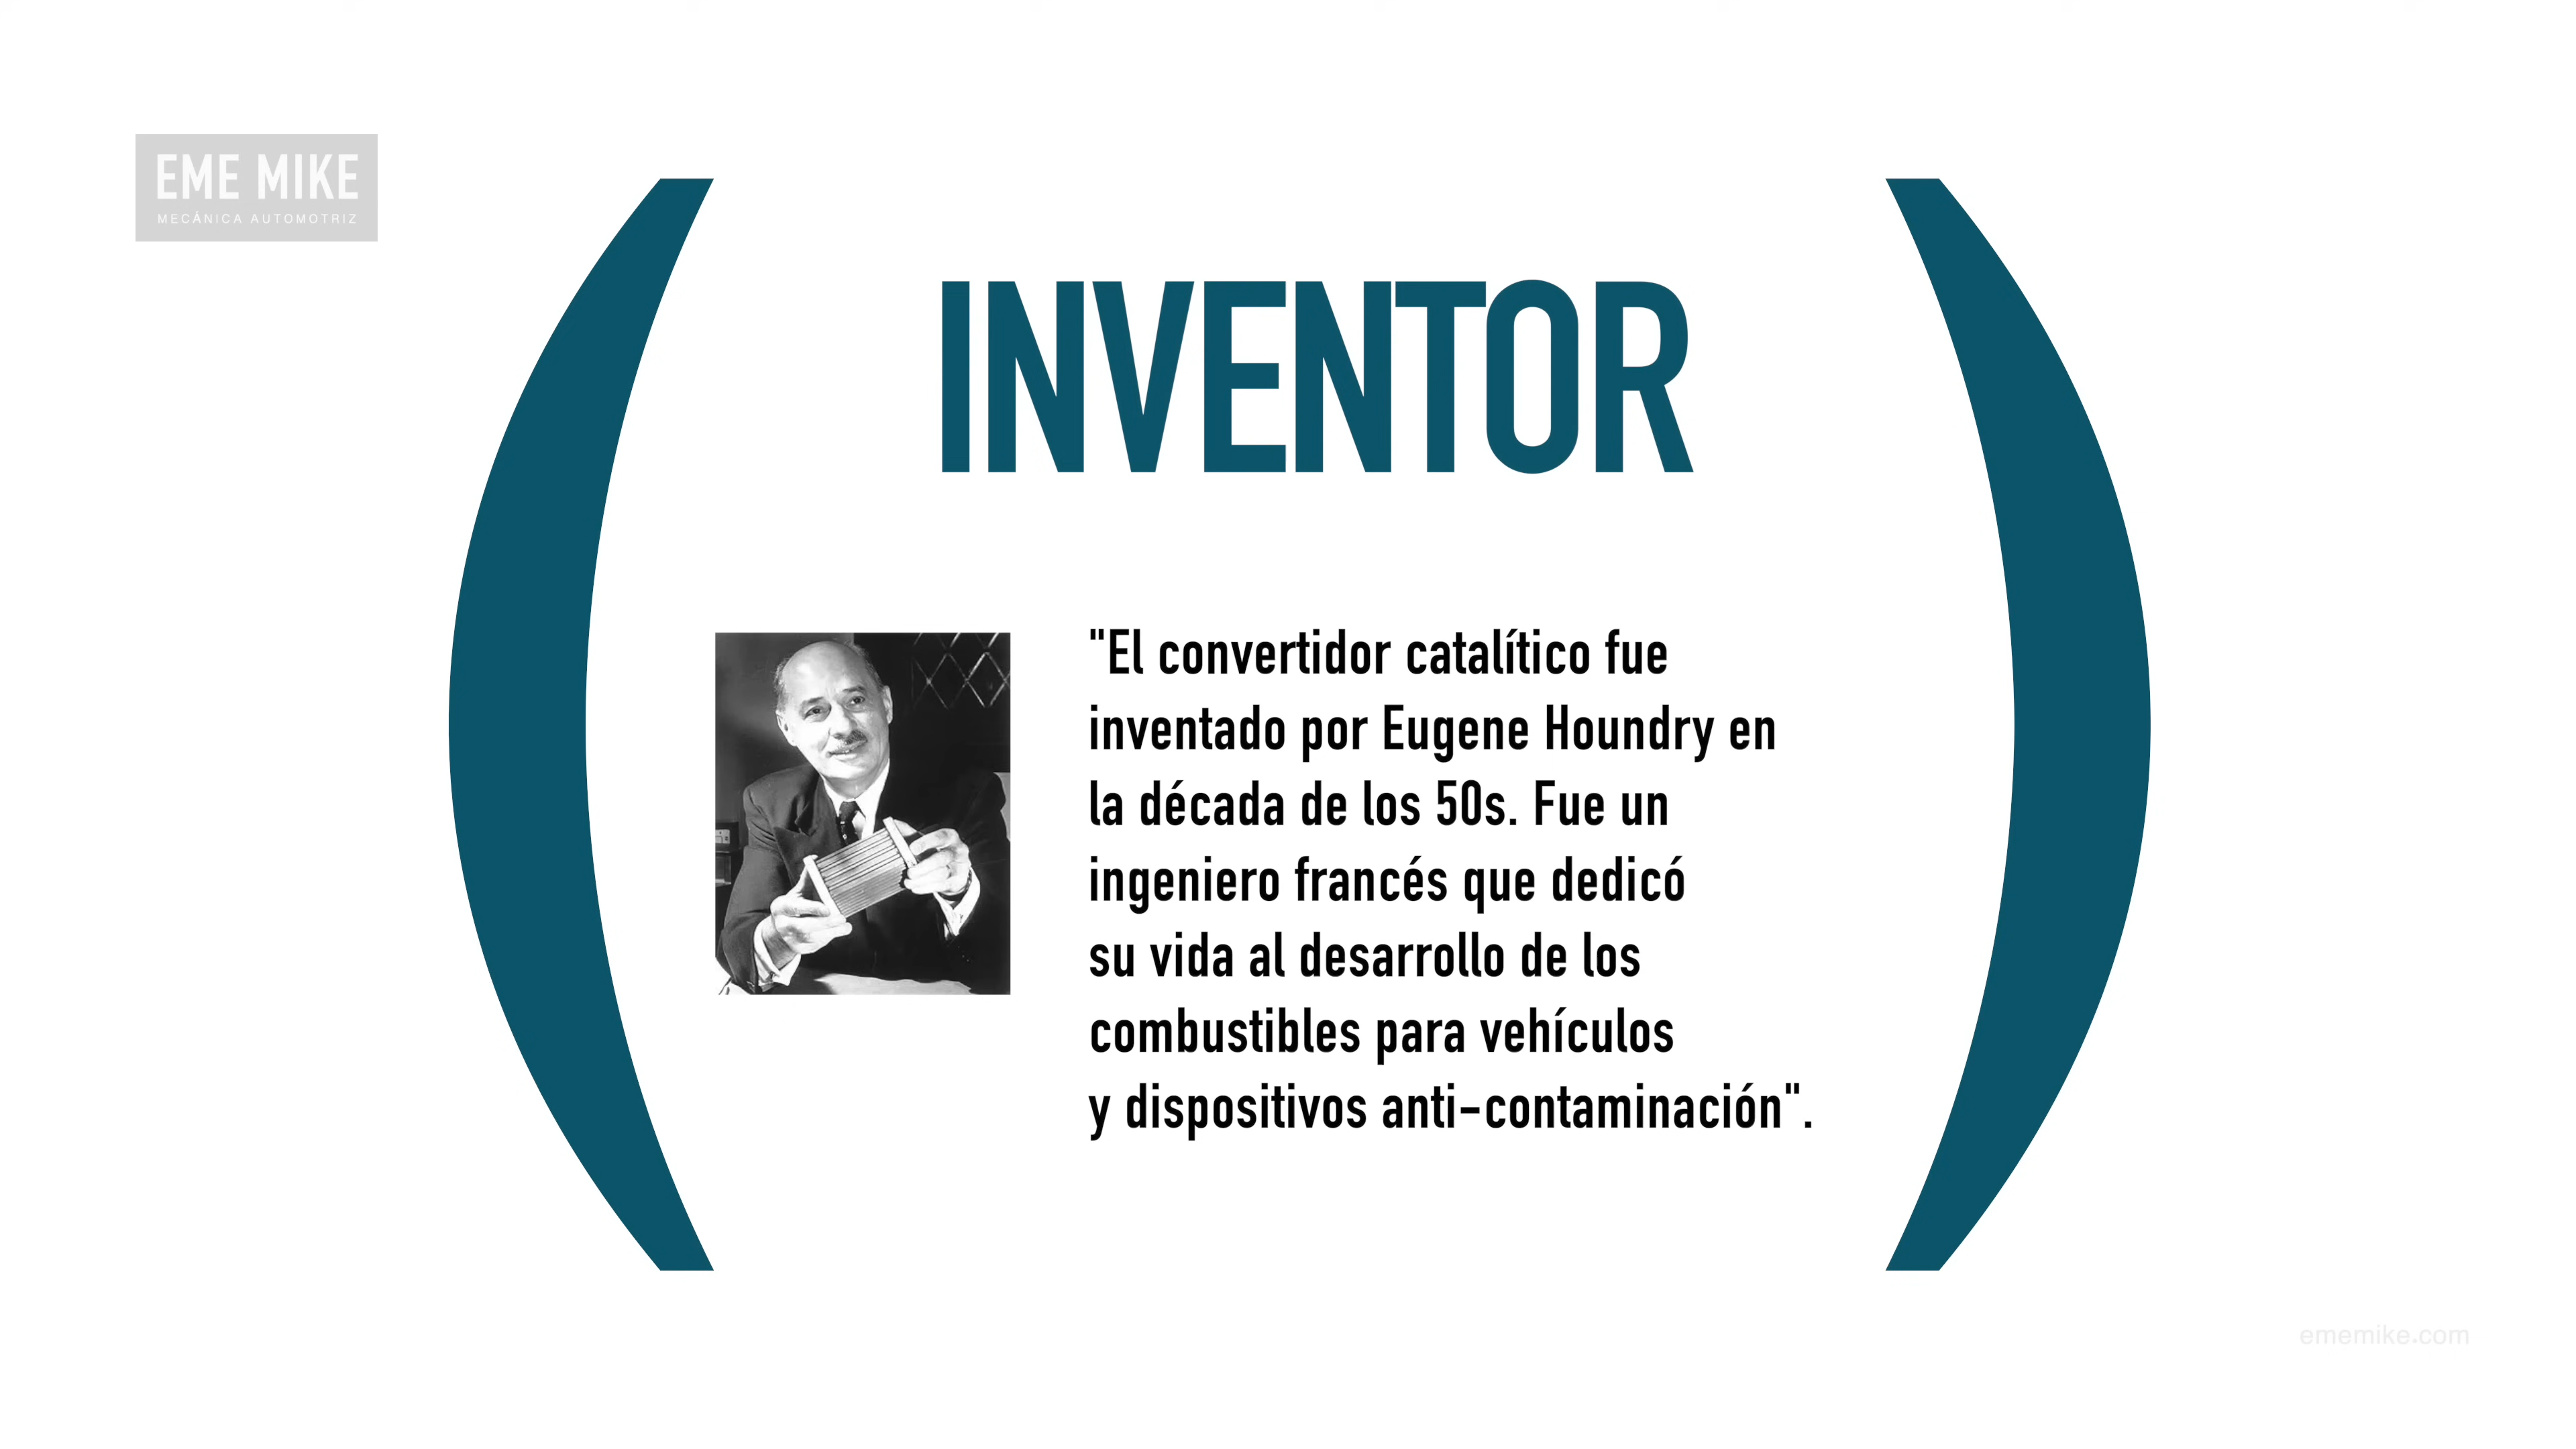 EME MIKE
MECÁNICA AUTOMOTRIZ
INVENTOR
"El convertidor catalítico fue
inventado por Eugene Houndry en
la década de los 50s. Fue un
ingeniero francés que dedicó
su vida al desarrollo de los
combustibles para vehículos
y dispositivos anti-contaminación".
ememike.com